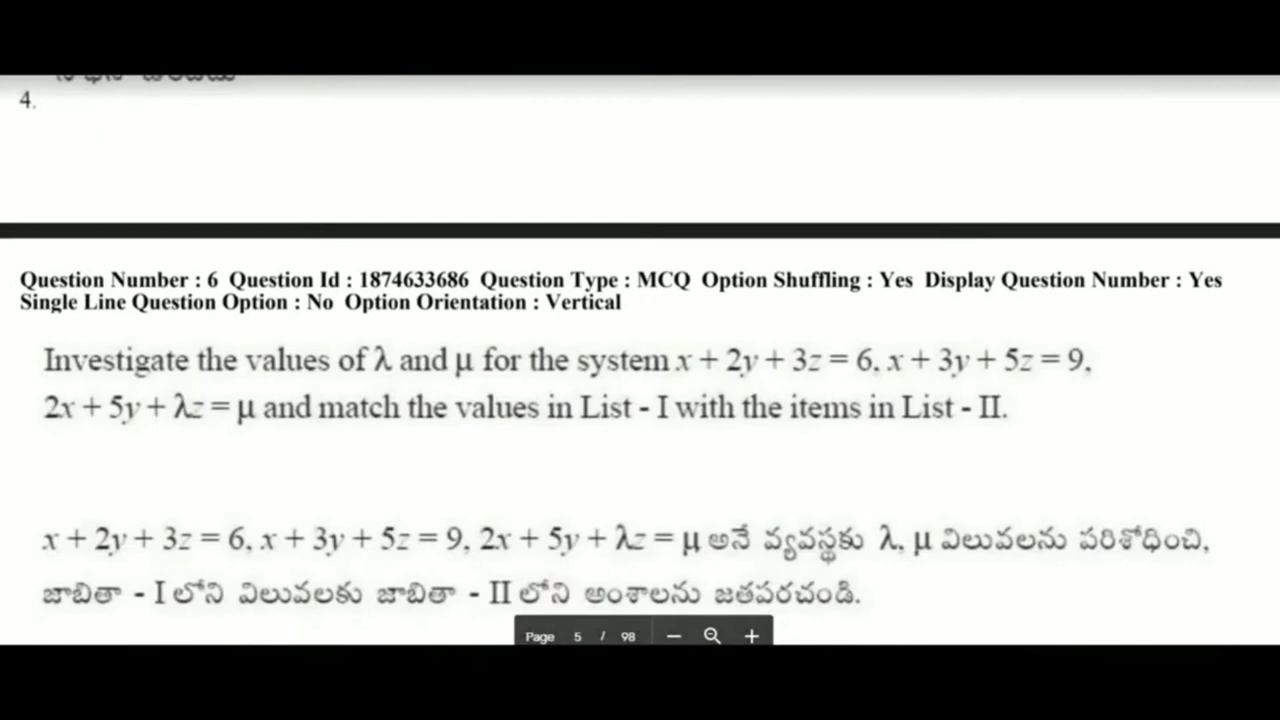 4.
Question Number : 6 Question Id : 1874633686 Question Type : MCQ Option Shuffling : Yes Display Question Number : Yes
Single Line Question Option : No Option Orientation : Vertical
Investigate the values of λ and μ for the system x + 2y + 3z = 6, x + 3y + 5z = 9,
2x + 5y + λz = μ and match the values in List - I with the items in List - II.
x + 2y + 3z = 6, x + 3y + 5z = 9, 2x + 5y + λz = μ అనే వ్యవస్థకు λ, μ విలువలను పరిశోధించి,
జాబితా - I లోని విలువలకు జాబితా - II లోని అంశాలను జతపరచండి.
Page 5 / 98